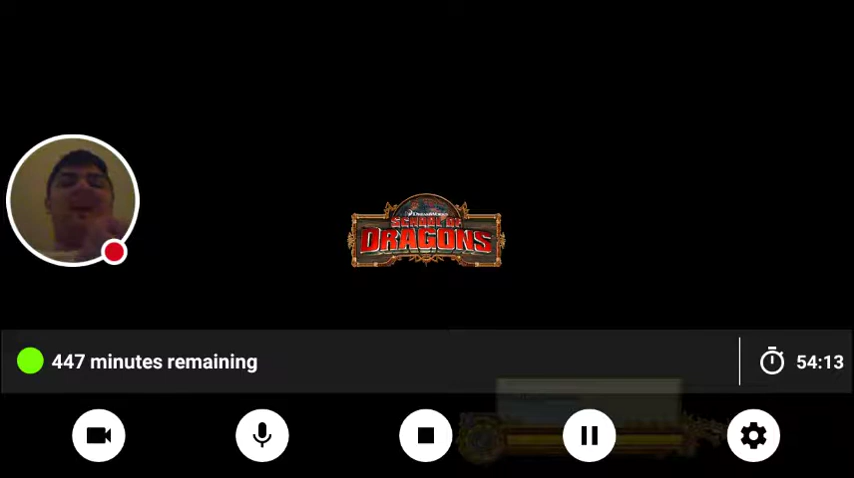 DREAMWORKS
SCHOOL OF
DRAGONS
447 minutes remaining
54:13